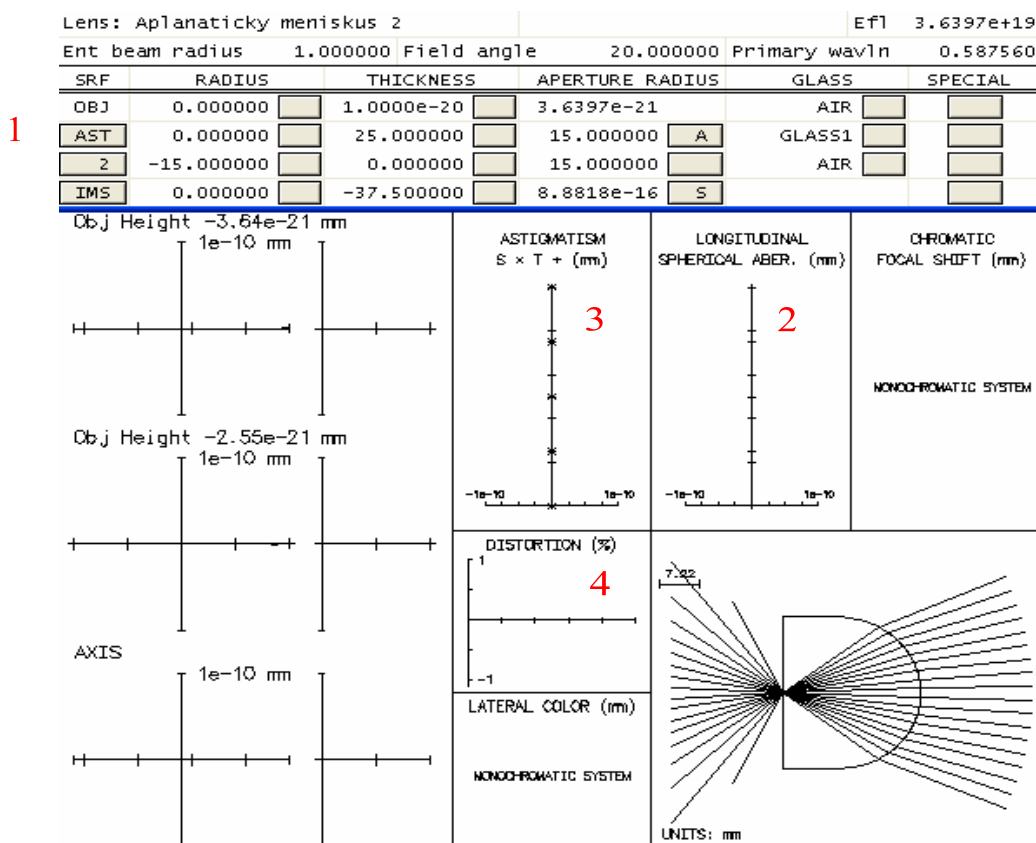 Lens: Aplanaticky meniskus 2 Efl 3.6397e+19
Ent beam radius 1.000000 Field angle 20.000000 Primary wavln 0.587560
SRF RADIUS THICKNESS APERTURE RADIUS GLASS SPECIAL
OBJ 0.000000 1.0000e-20 3.6397e-21 AIR
1
AST 0.000000 25.000000 15.000000 A GLASS1
2 -15.000000 0.000000 15.000000 AIR
IMS 0.000000 -37.500000 8.8818e-16 S
Obj Height -3.64e-21 mm
1e-10 mm
Obj Height -2.55e-21 mm
1e-10 mm
AXIS
1e-10 mm
ASTIGMATISM
S × T + (mm)
3
-1e-10 1e-10
LONGITUDINAL
SPHERICAL ABER. (mm)
2
-1e-10 1e-10
CHROMATIC
FOCAL SHIFT (mm)
MONOCHROMATIC SYSTEM
DISTORTION (%)
1
4
-1
LATERAL COLOR (mm)
MONOCHROMATIC SYSTEM
7.22
UNITS: mm